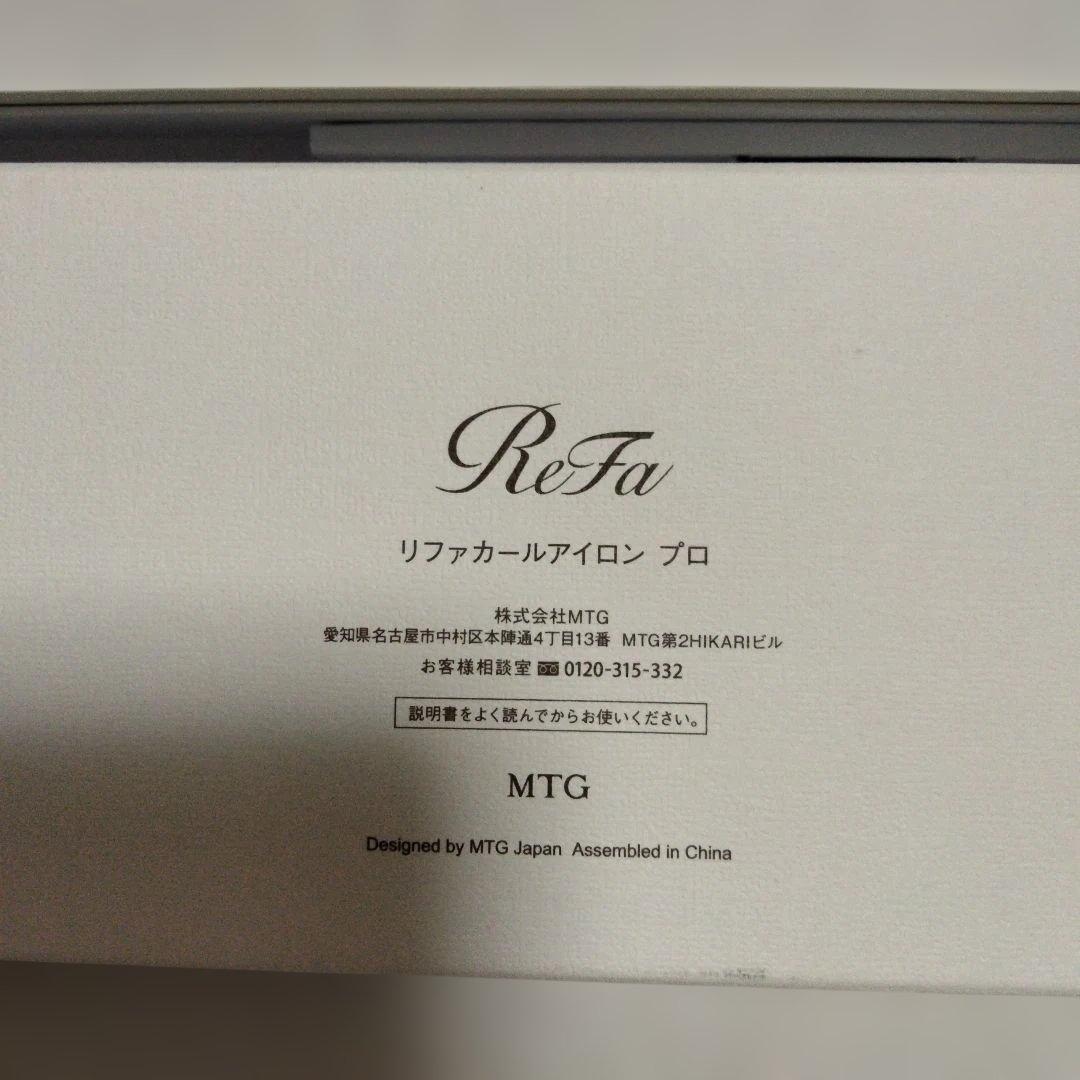 ReFa
リファカールアイロン プロ
株式会社MTG
愛知県名古屋市中村区本陣通4丁目13番 MTG第2HIKARIビル
お客様相談室 0120-315-332
説明書をよく読んでからお使いください。
MTG
Designed by MTG Japan Assembled in China